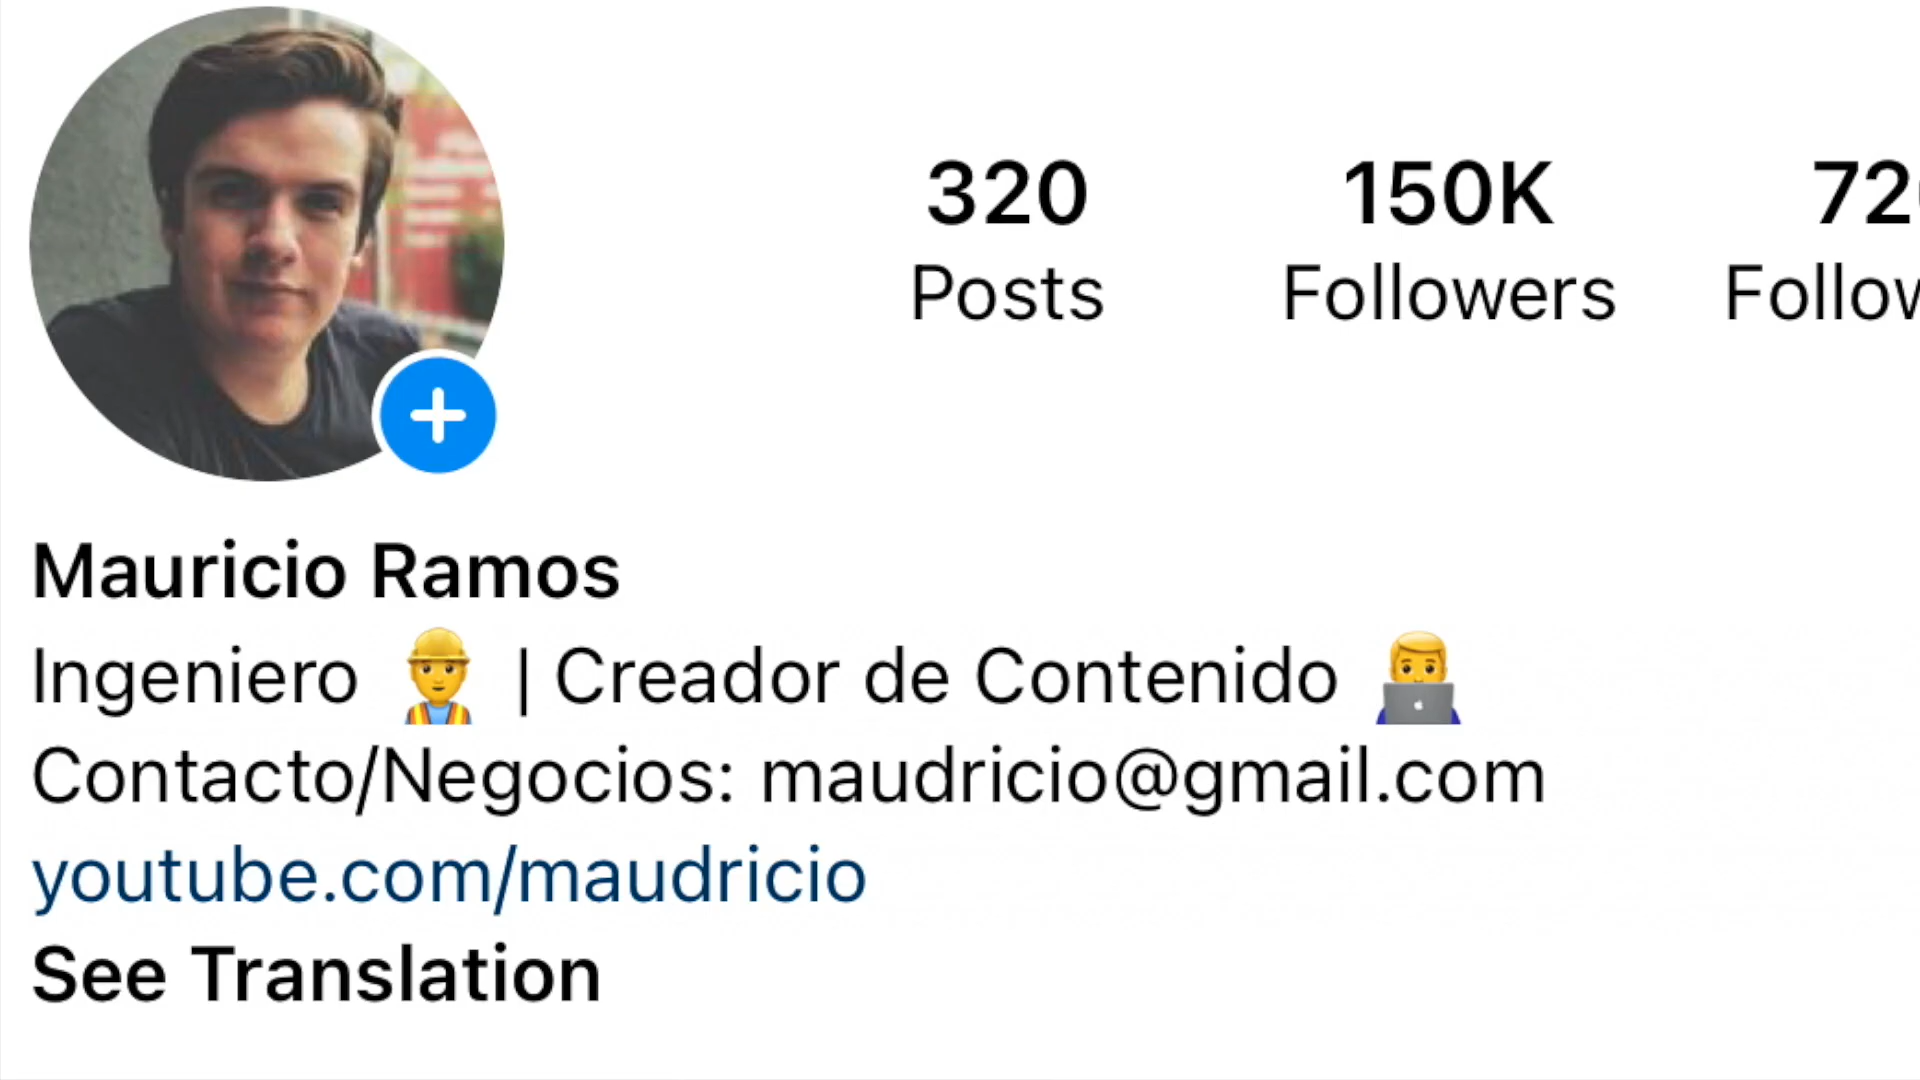 320 150K
Posts Followers
Mauricio Ramos
Ingeniero 👷‍♂️ | Creador de Contenido 👨‍💻
Contacto/Negocios: maudricio@gmail.com
youtube.com/maudricio
See Translation